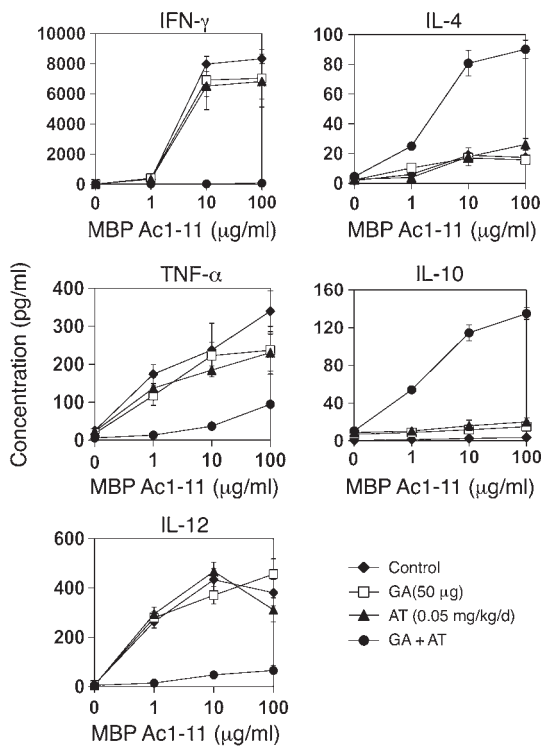 IFN-γ
10000
8000
6000
4000
2000
0
0 1 10 100
MBP Ac1-11 (μg/ml)
IL-4
100
80
60
40
20
0
0 1 10 100
MBP Ac1-11 (μg/ml)
Concentration (pg/ml)
TNF-α
400
300
200
100
0
0 1 10 100
MBP Ac1-11 (μg/ml)
IL-10
160
120
80
40
0
0 1 10 100
MBP Ac1-11 (μg/ml)
IL-12
600
400
200
0
0 1 10 100
MBP Ac1-11 (μg/ml)
Control
GA(50 μg)
AT (0.05 mg/kg/d)
GA + AT